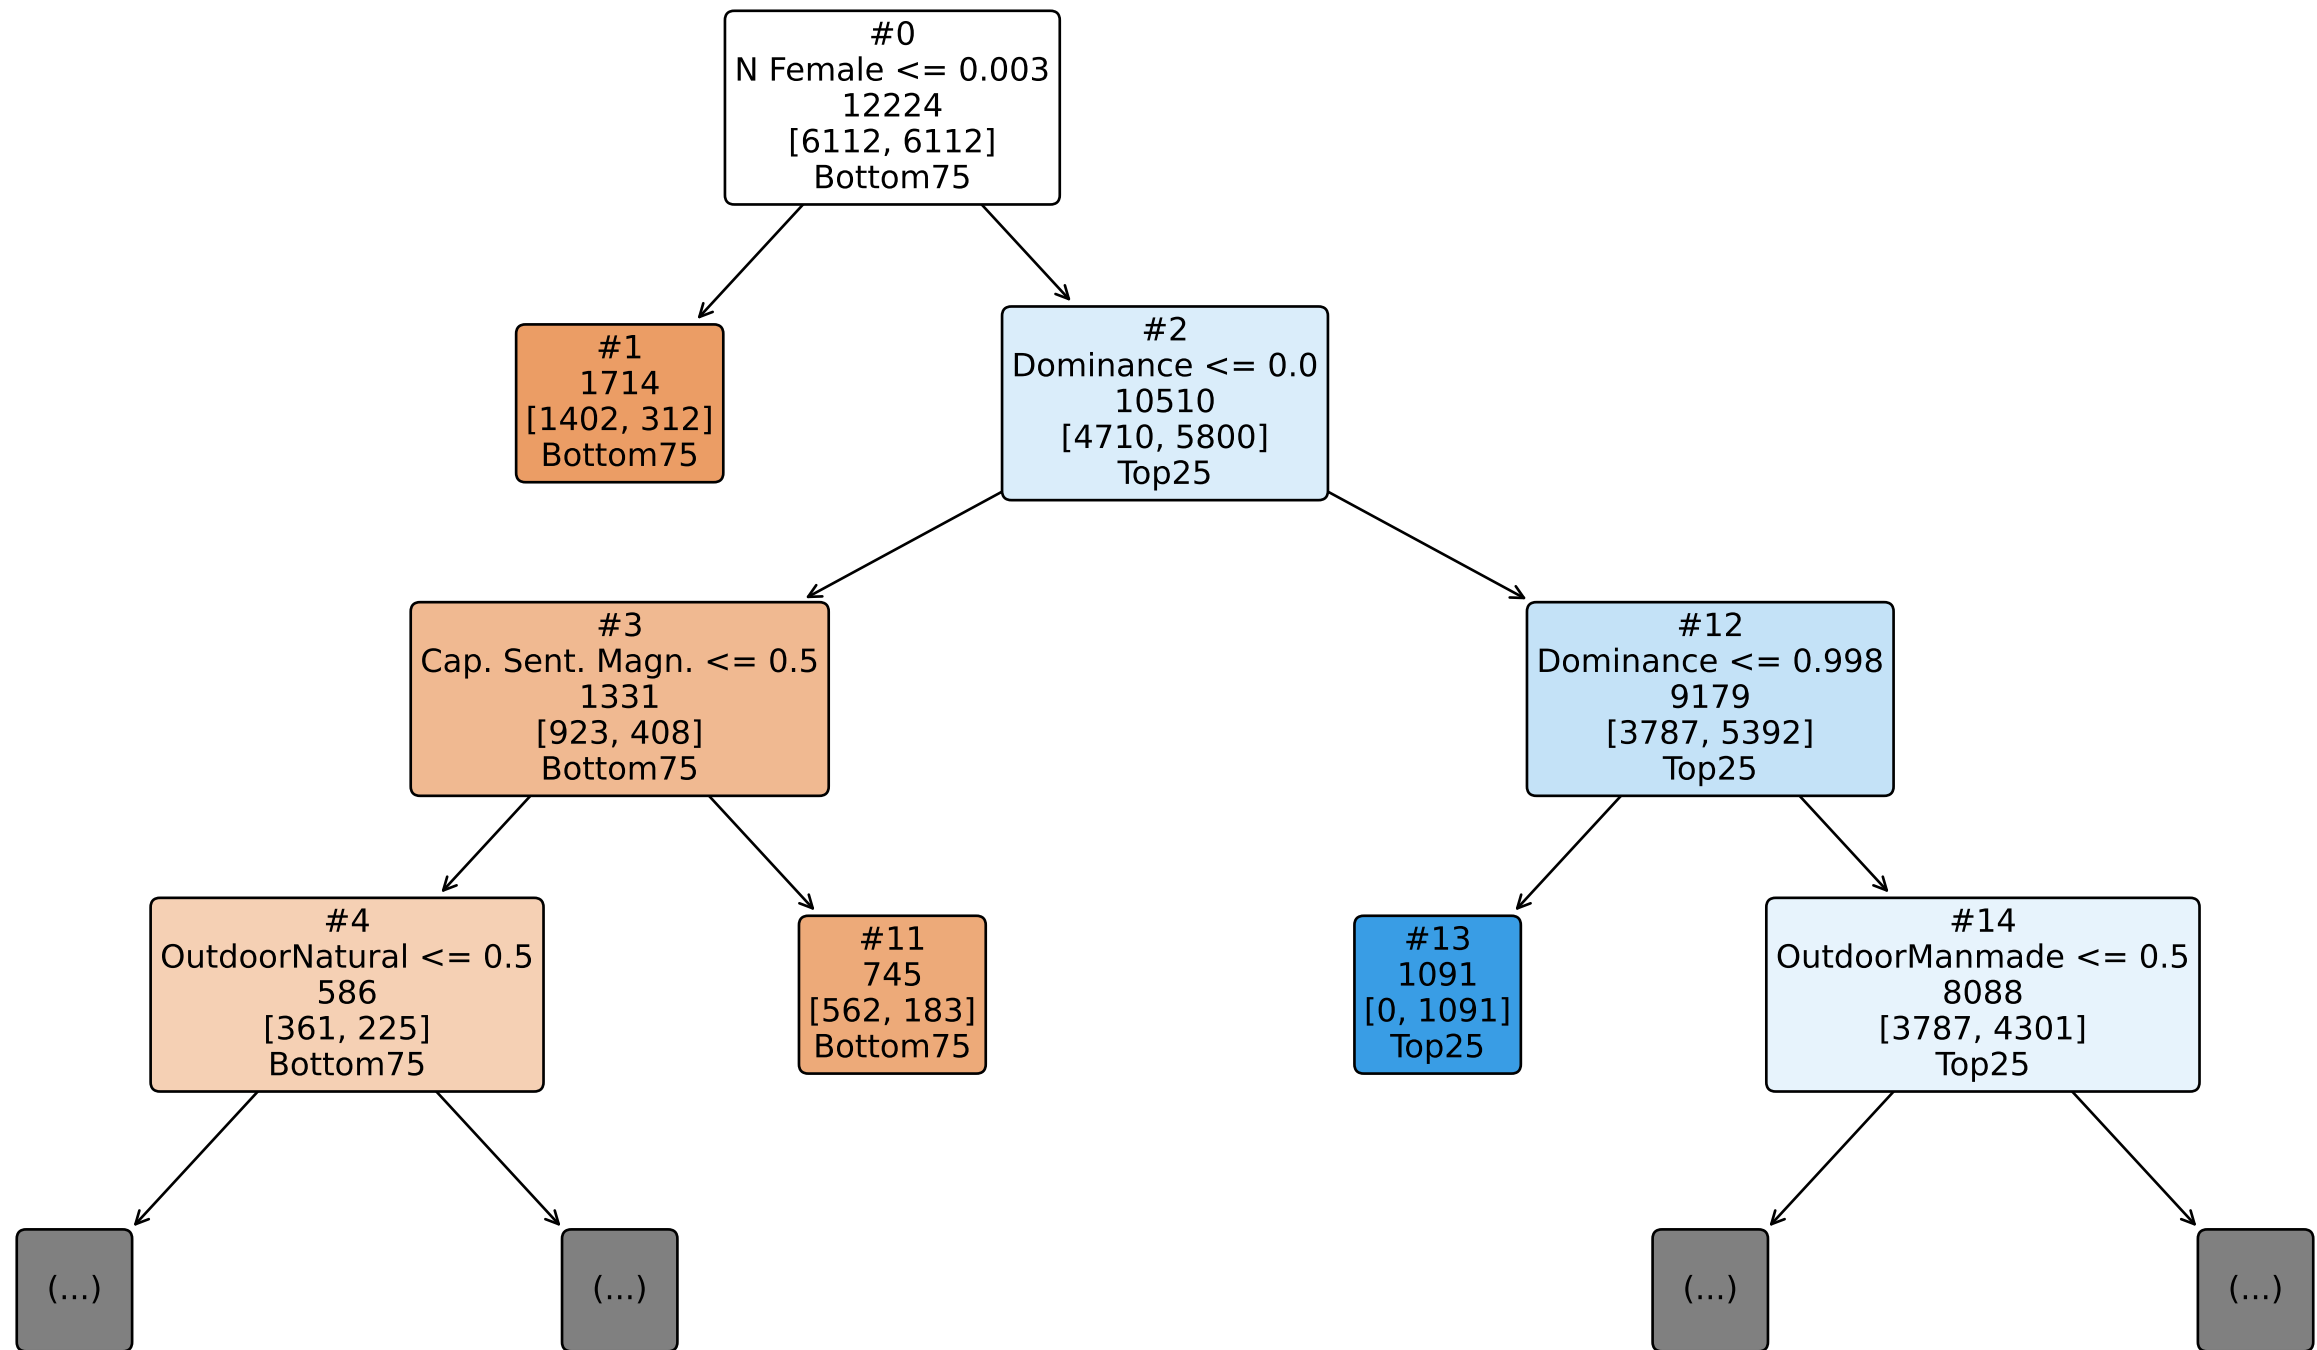 #0
N Female <= 0.003
12224
[6112, 6112]
Bottom75
#1
1714
[1402, 312]
Bottom75
#2
Dominance <= 0.0
10510
[4710, 5800]
Top25
#3
Cap. Sent. Magn. <= 0.5
1331
[923, 408]
Bottom75
#12
Dominance <= 0.998
9179
[3787, 5392]
Top25
#4
OutdoorNatural <= 0.5
586
[361, 225]
Bottom75
#11
745
[562, 183]
Bottom75
#13
1091
[0, 1091]
Top25
#14
OutdoorManmade <= 0.5
8088
[3787, 4301]
Top25
(...)
(...)
(...)
(...)